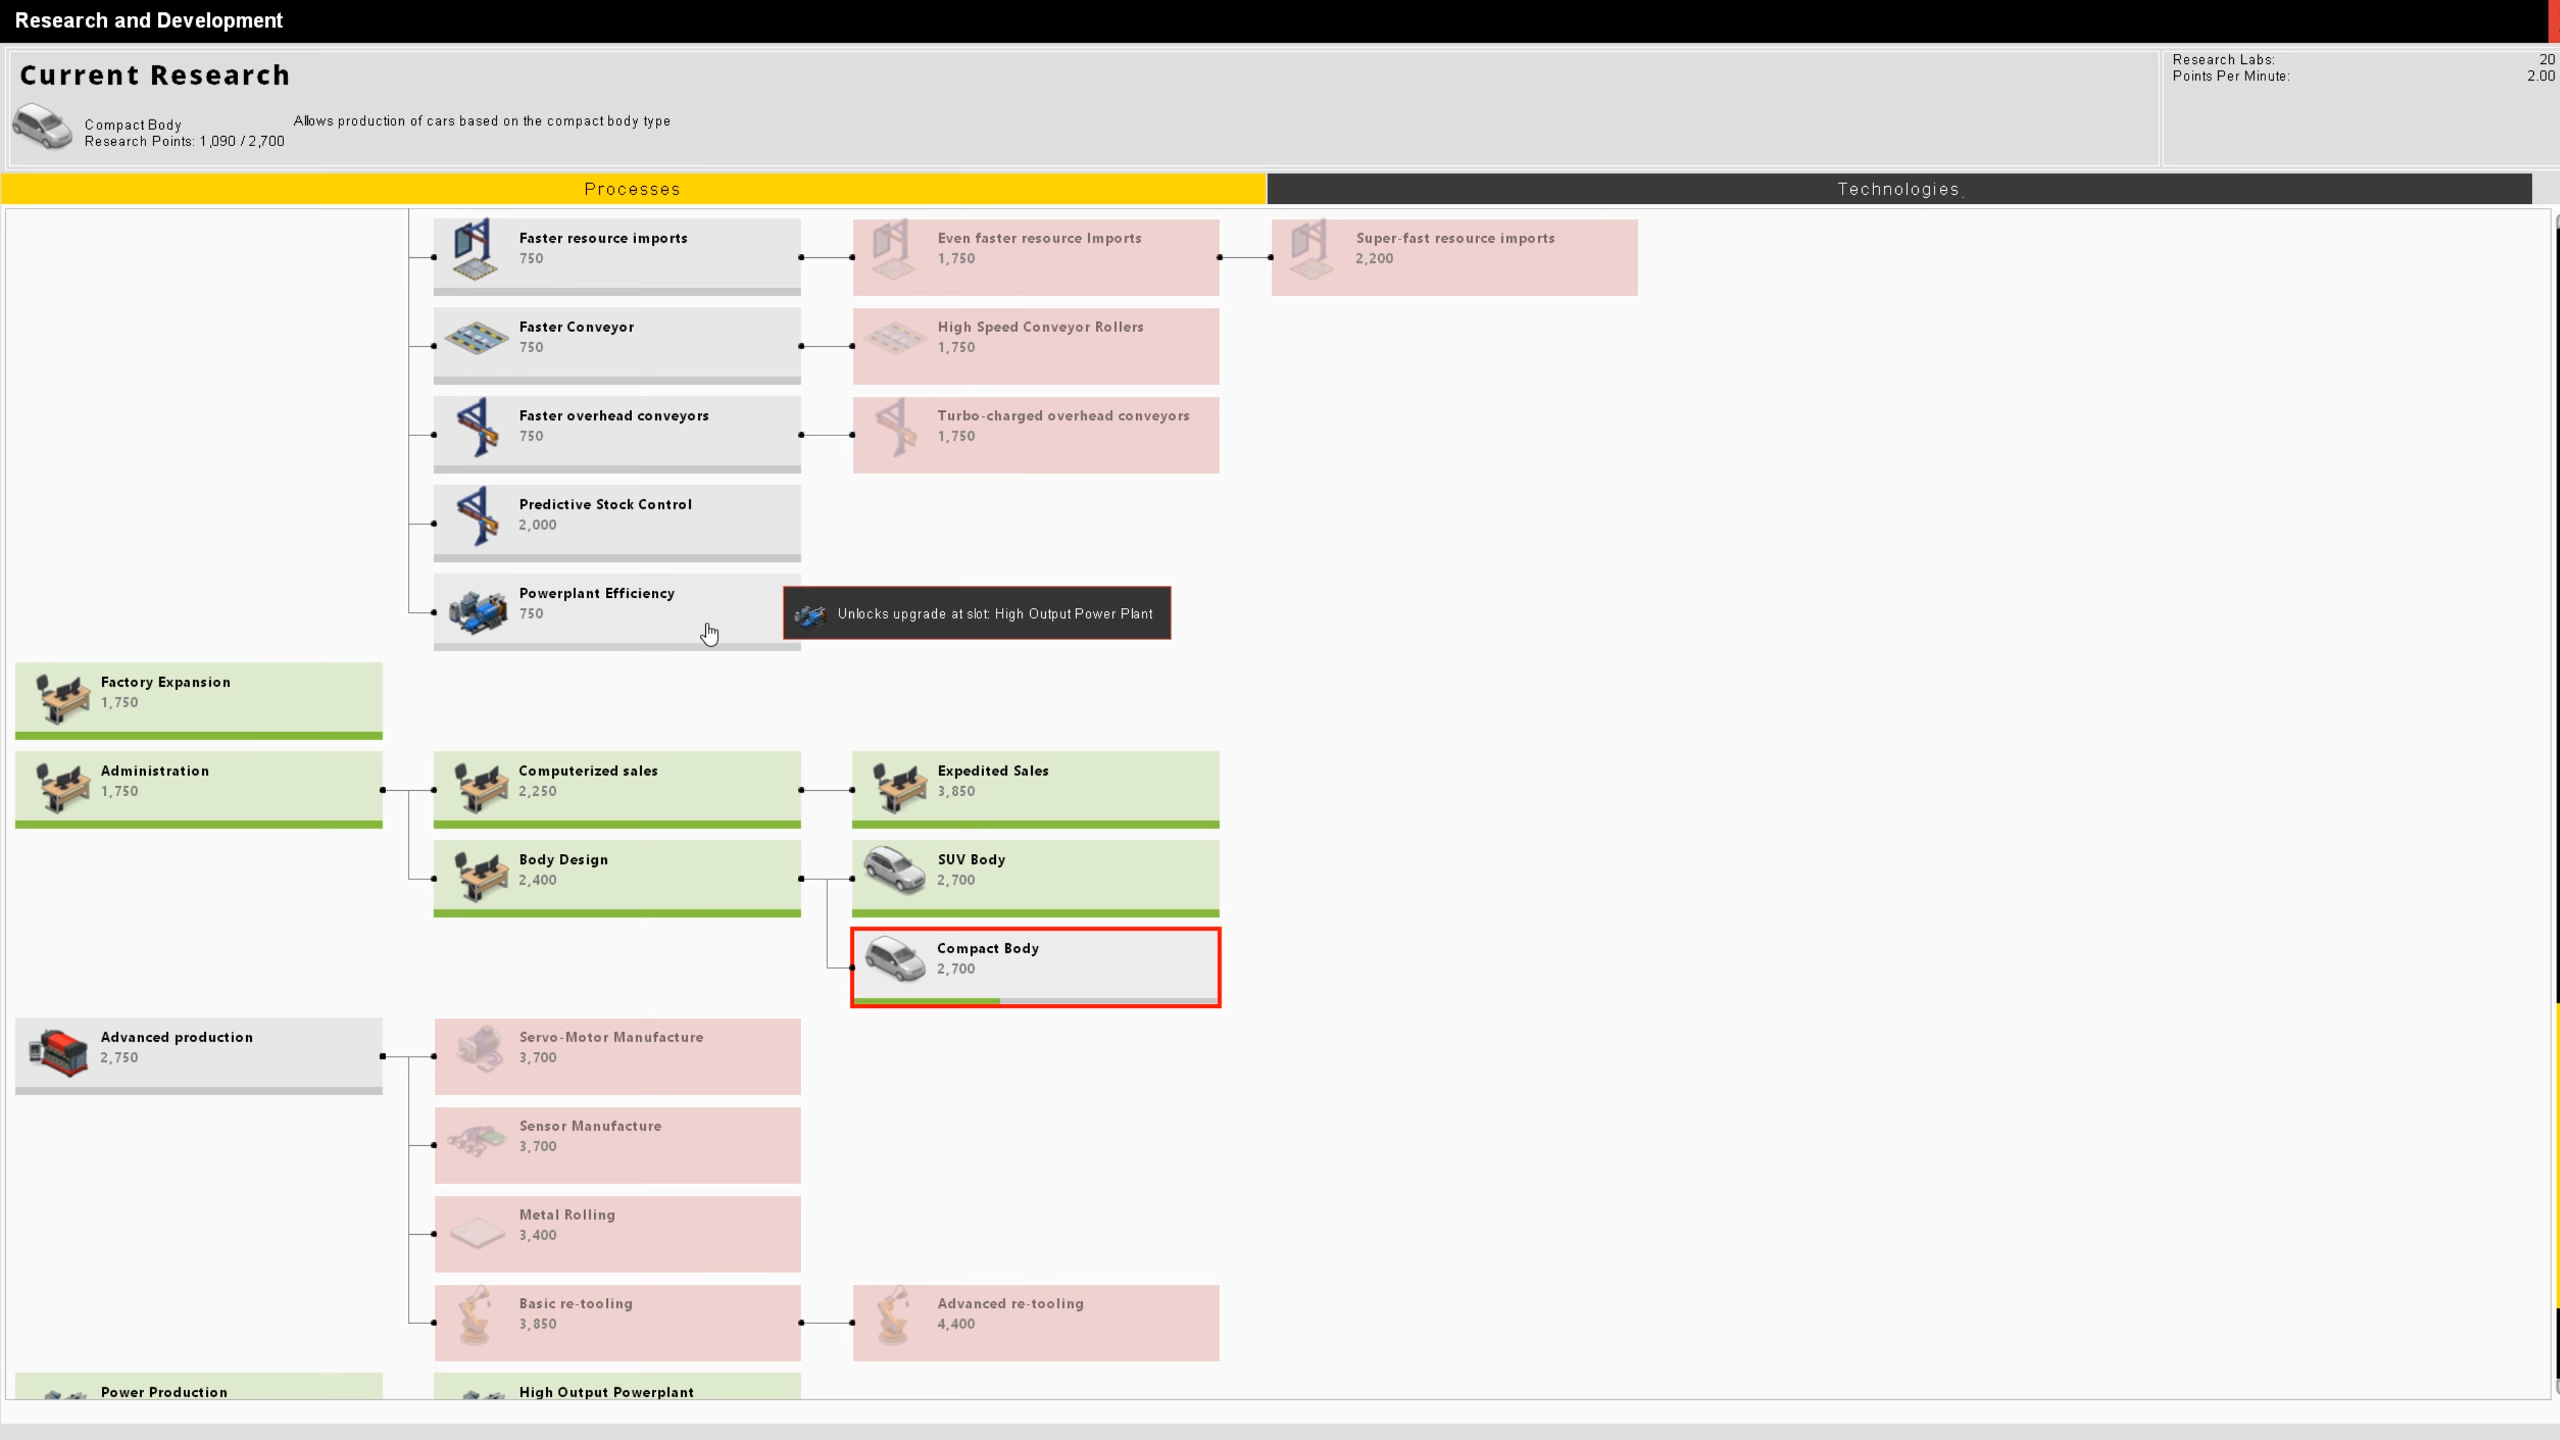 Research and Development
Current Research
Research Labs: 20
Points Per Minute: 2.00
Compact Body
Allows production of cars based on the compact body type
Research Points: 1,090 / 2,700
Processes
Technologies
Faster resource imports
750
Even faster resource Imports
1,750
Super-fast resource imports
2,200
Faster Conveyor
750
High Speed Conveyor Rollers
1,750
Faster overhead conveyors
750
Turbo-charged overhead conveyors
1,750
Predictive Stock Control
2,000
Powerplant Efficiency
750
Unlocks upgrade at slot: High Output Power Plant
Factory Expansion
1,750
Administration
1,750
Computerized sales
2,250
Expedited Sales
3,850
Body Design
2,400
SUV Body
2,700
Compact Body
2,700
Advanced production
2,750
Servo-Motor Manufacture
3,700
Sensor Manufacture
3,700
Metal Rolling
3,400
Basic re-tooling
3,850
Advanced re-tooling
4,400
Power Production
High Output Powerplant